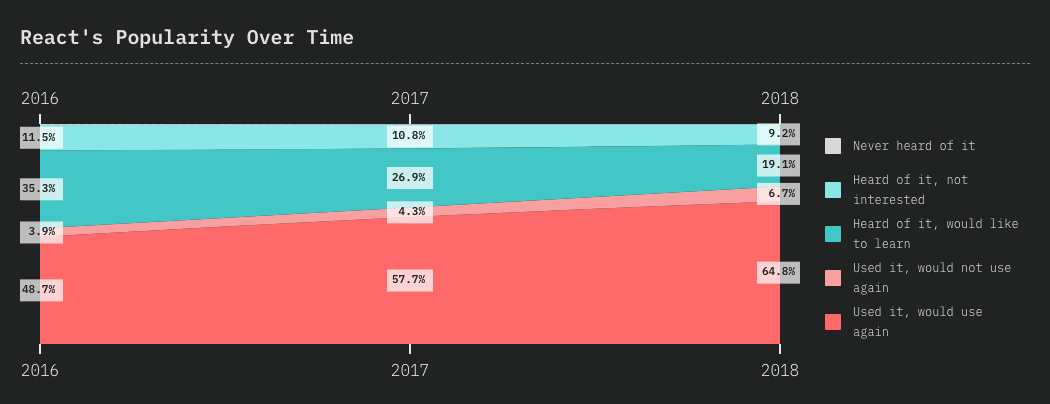 React's Popularity Over Time
2016 2017 2018
11.5% 10.8% 9.2%
35.3% 26.9% 19.1%
3.9% 4.3% 6.7%
48.7% 57.7% 64.8%
2016 2017 2018
Never heard of it
Heard of it, not
interested
Heard of it, would like
to learn
Used it, would not use
again
Used it, would use
again